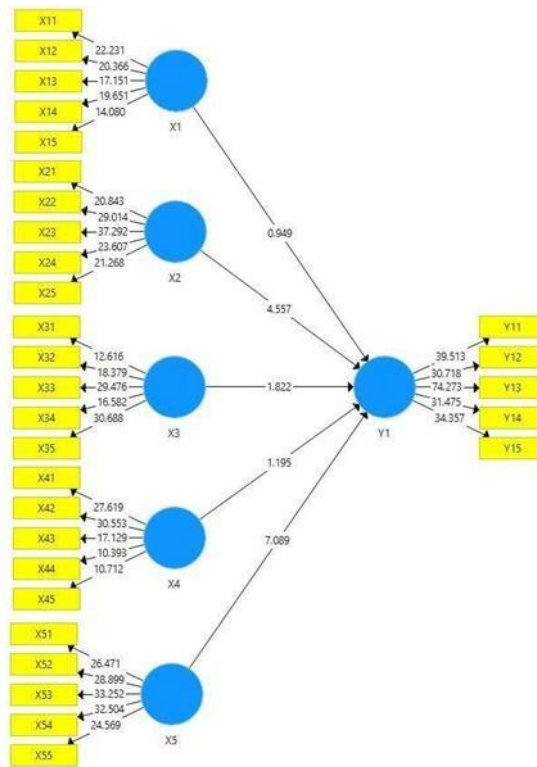 X11
X12
X13
X14
X15
22.231
20.366
17.151
19.651
14.080
X1
X21
X22
X23
X24
X25
20.843
29.014
37.292
23.607
21.268
X2
X31
X32
X33
X34
X35
12.616
18.379
29.476
16.582
30.688
X3
X41
X42
X43
X44
X45
27.619
30.553
17.129
10.393
10.712
X4
X51
X52
X53
X54
X55
26.471
28.899
33.252
32.504
24.569
X5
0.949
4.557
1.822
1.195
7.089
Y1
39.513
30.718
74.273
31.475
34.357
Y11
Y12
Y13
Y14
Y15